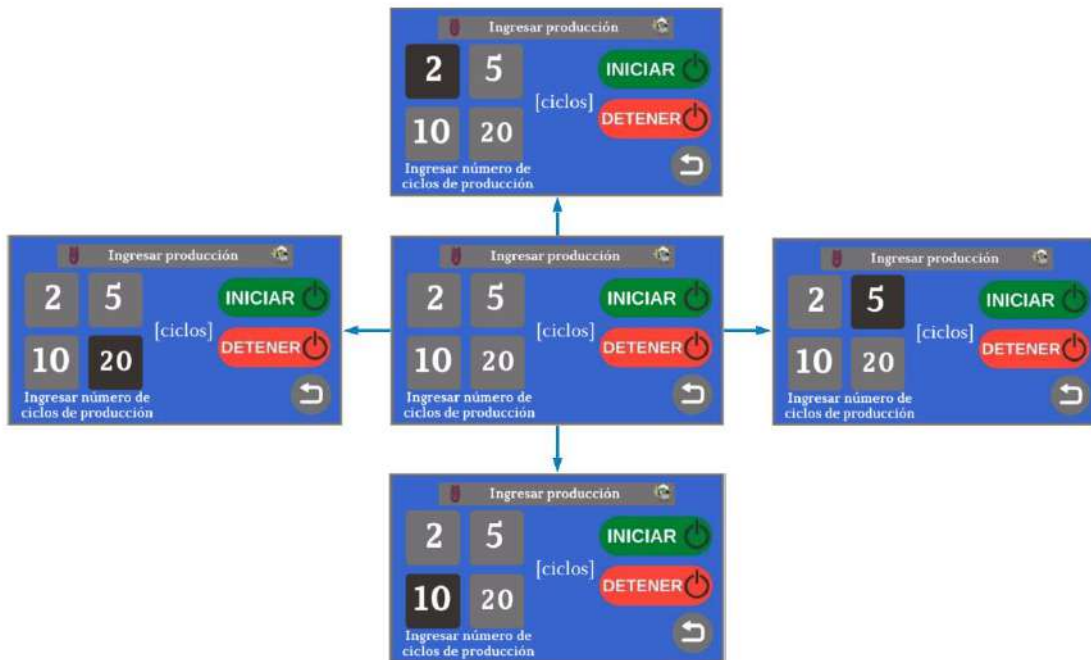 Ingresar producción
2 5
INICIAR
[ciclos]
10 20
DETENER
Ingresar número de
ciclos de producción
Ingresar producción
2 5
INICIAR
[ciclos]
10 20
DETENER
Ingresar número de
ciclos de producción
Ingresar producción
2 5
INICIAR
[ciclos]
10 20
DETENER
Ingresar número de
ciclos de producción
Ingresar producción
2 5
INICIAR
[ciclos]
10 20
DETENER
Ingresar número de
ciclos de producción
Ingresar producción
2 5
INICIAR
[ciclos]
10 20
DETENER
Ingresar número de
ciclos de producción